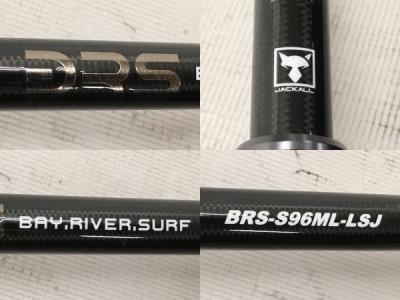 BRS
JACKALL
BAY,RIVER,SURF
BRS-S96ML-LSJ